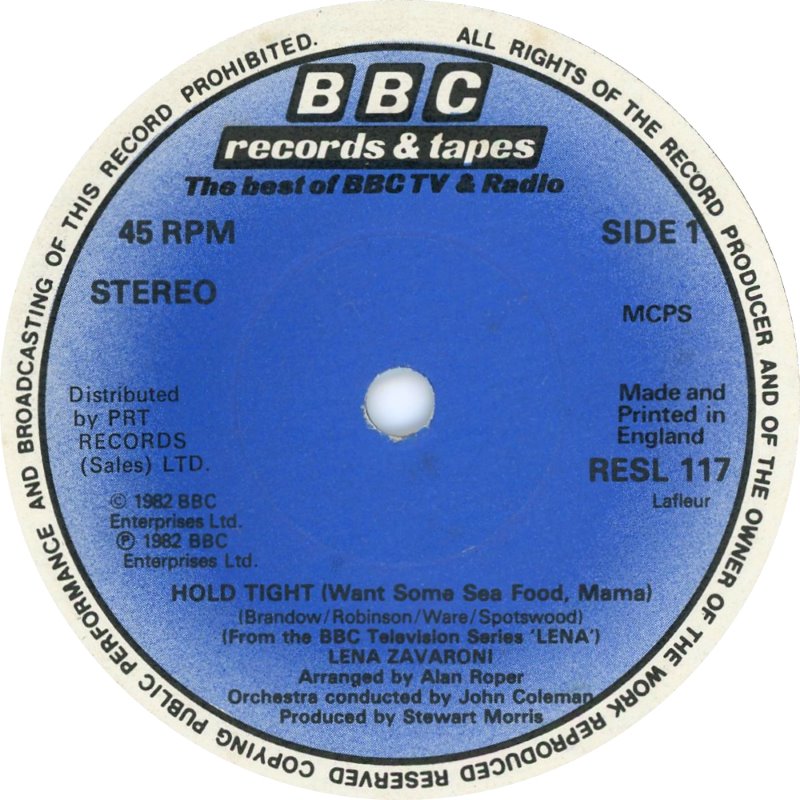 ALL RIGHTS OF THE RECORD PRODUCER AND OF THE OWNER OF THE WORK REPRODUCED RESERVED COPYING PUBLIC PERFORMANCE AND BROADCASTING OF THIS RECORD PROHIBITED.
BBC
records & tapes
The best of BBC TV & Radio
45 RPM
SIDE 1
STEREO
MCPS
Distributed
by PRT
RECORDS
(Sales) LTD.
Made and
Printed in
England
RESL 117
Lafleur
© 1982 BBC
Enterprises Ltd.
℗ 1982 BBC
Enterprises Ltd.
HOLD TIGHT (Want Some Sea Food, Mama)
(Brandow/Robinson/Ware/Spotswood)
(From the BBC Television Series 'LENA')
LENA ZAVARONI
Arranged by Alan Roper
Orchestra conducted by John Coleman
Produced by Stewart Morris